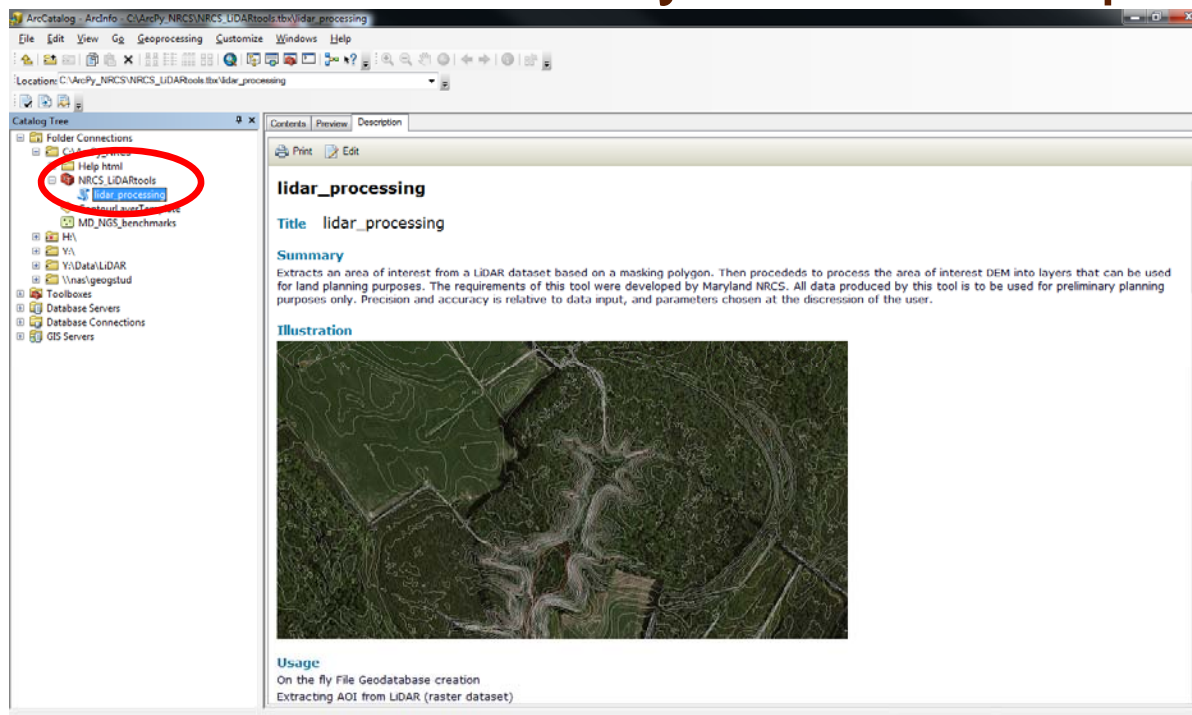 ArcCatalog - ArcInfo - C:\ArcPy_NRCS\NRCS_LiDARtools.tbx\lidar_processing
File Edit View Go Geoprocessing Customize Windows Help
Location: C:\ArcPy_NRCS\NRCS_LiDARtools.tbx\lidar_processing
Catalog Tree
Folder Connections
C:\ArcPy_NRCS
Help html
NRCS_LiDARtools
lidar_processing
ContourLayerTemplate
MD_NGS_benchmarks
H:\
Y:\
Y:\Data\LiDAR
\\nas\geogstud
Toolboxes
Database Servers
Database Connections
GIS Servers
Contents Preview Description
Print Edit
lidar_processing
Title lidar_processing
Summary
Extracts an area of interest from a LiDAR dataset based on a masking polygon. Then procededs to process the area of interest DEM into layers that can be used
for land planning purposes. The requirements of this tool were developed by Maryland NRCS. All data produced by this tool is to be used for preliminary planning
purposes only. Precision and accuracy is relative to data input, and parameters chosen at the discression of the user.
Illustration
Usage
On the fly File Geodatabase creation
Extracting AOI from LiDAR (raster dataset)